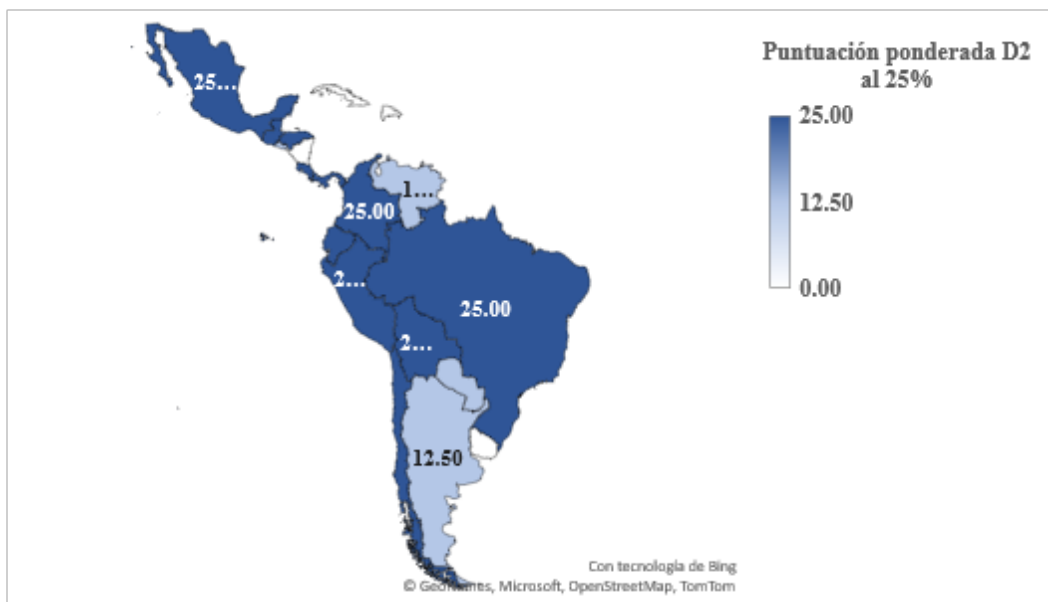 Puntuación ponderada D2
al 25%
25.00
12.50
0.00
25...
1...
25.00
2...
25.00
2...
12.50
Con tecnología de Bing
© GeoNames, Microsoft, OpenStreetMap, TomTom